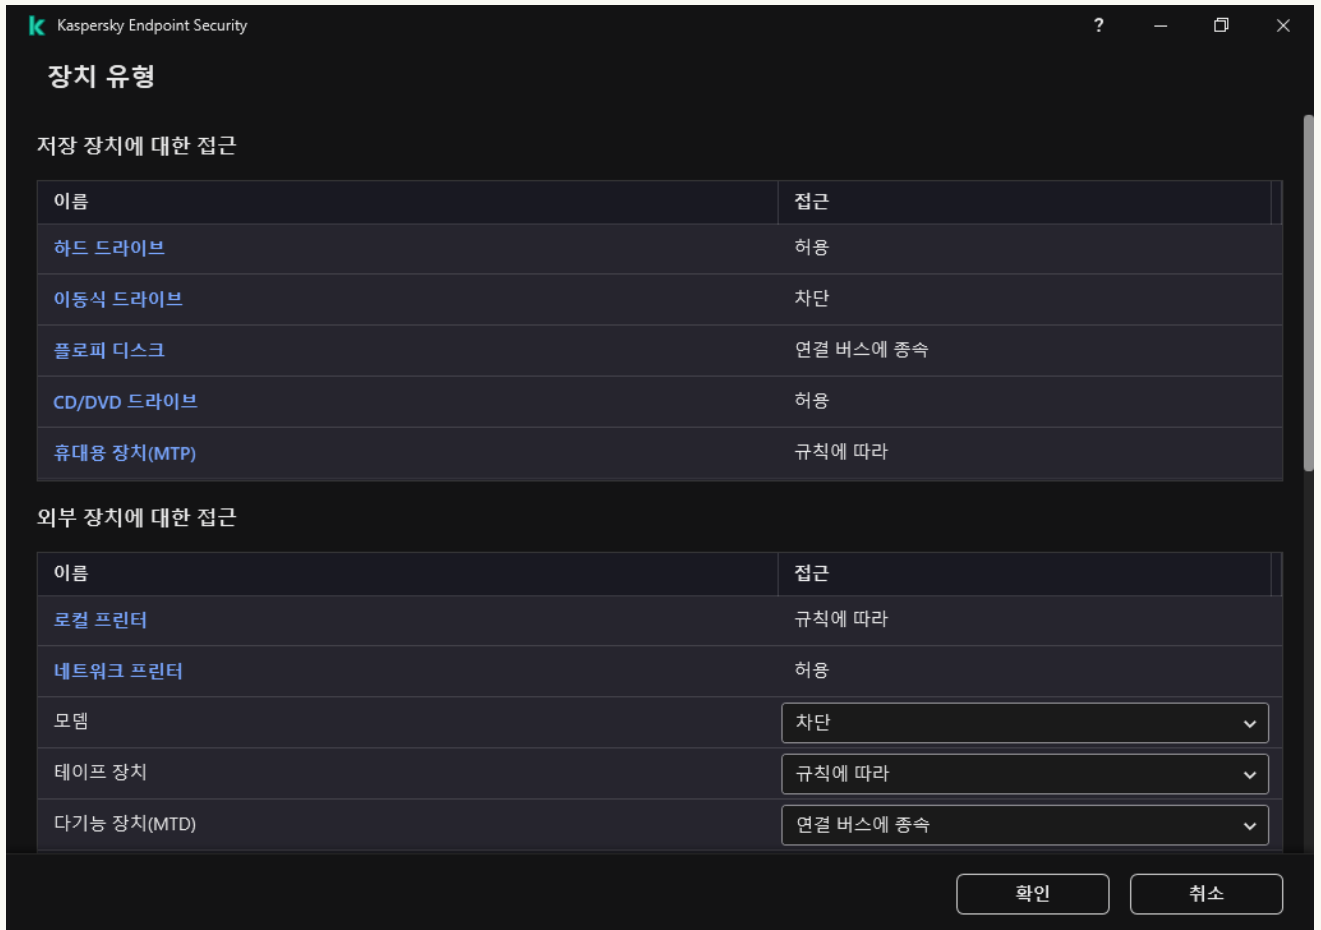 Kaspersky Endpoint Security
?
장치 유형
저장 장치에 대한 접근
이름 접근
하드 드라이브 허용
이동식 드라이브 차단
플로피 디스크 연결 버스에 종속
CD/DVD 드라이브 허용
휴대용 장치(MTP) 규칙에 따라
외부 장치에 대한 접근
이름 접근
로컬 프린터 규칙에 따라
네트워크 프린터 허용
모뎀 차단
테이프 장치 규칙에 따라
다기능 장치(MTD) 연결 버스에 종속
확인 취소